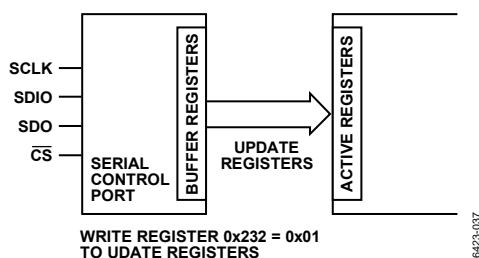 SCLK
SDIO
SDO
CS
SERIAL
CONTROL
PORT
BUFFER REGISTERS
UPDATE
REGISTERS
ACTIVE REGISTERS
WRITE REGISTER 0x232 = 0x01
TO UDATE REGISTERS
6423-037